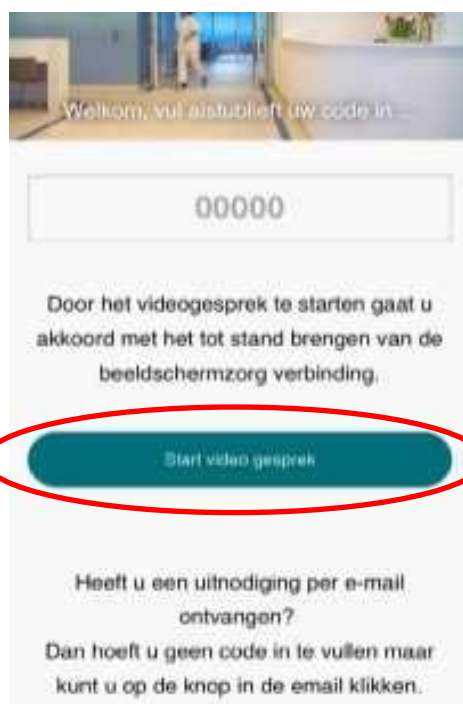 Welkom, vul alstublieft uw code in ...
00000
Door het videogesprek te starten gaat u
akkoord met het tot stand brengen van de
beeldschermzorg verbinding.
Start video gesprek
Heeft u een uitnodiging per e-mail
ontvangen?
Dan hoeft u geen code in te vullen maar
kunt u op de knop in de email klikken.